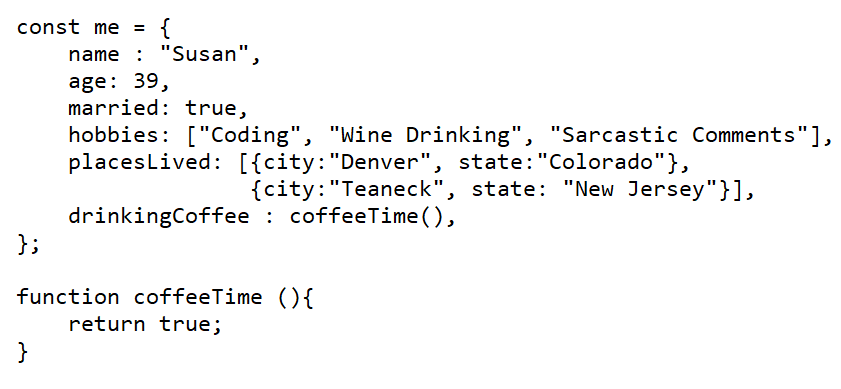 const me = {
    name : "Susan",
    age: 39,
    married: true,
    hobbies: ["Coding", "Wine Drinking", "Sarcastic Comments"],
    placesLived: [{city:"Denver", state:"Colorado"},
                  {city:"Teaneck", state: "New Jersey"}],
    drinkingCoffee : coffeeTime(),
};

function coffeeTime (){
    return true;
}